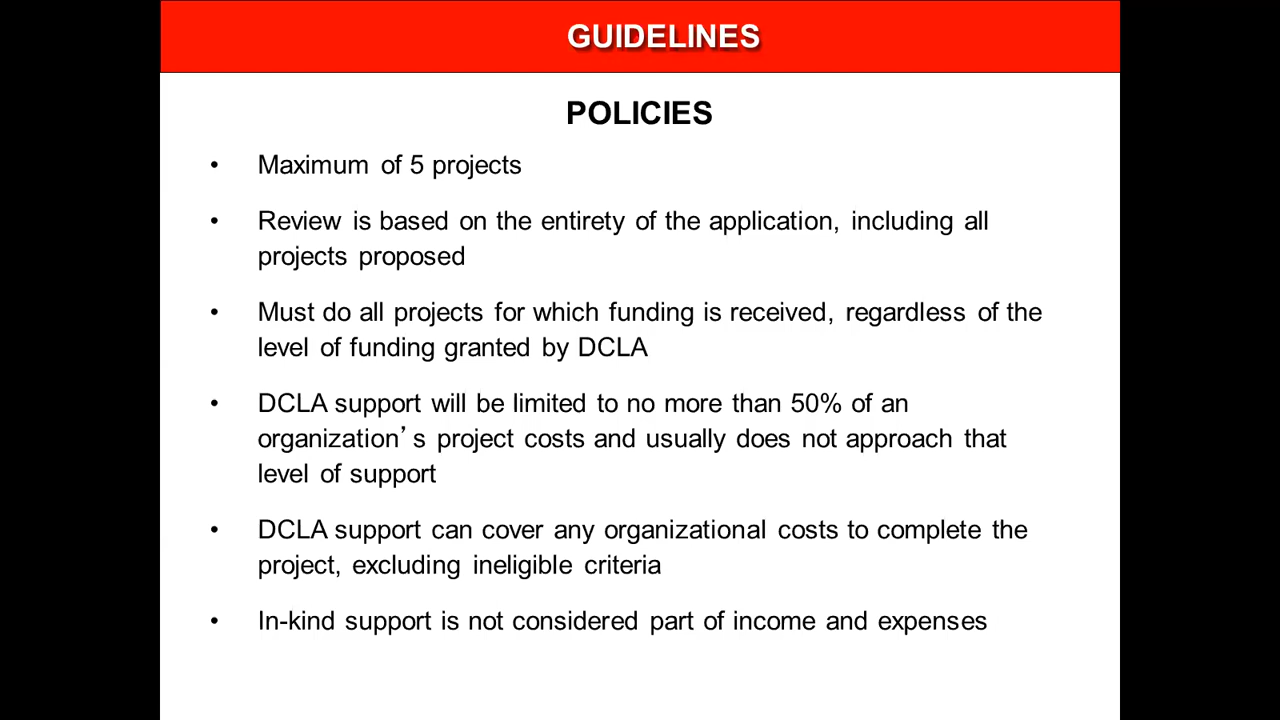 GUIDELINES
POLICIES
• Maximum of 5 projects
• Review is based on the entirety of the application, including all
projects proposed
• Must do all projects for which funding is received, regardless of the
level of funding granted by DCLA
• DCLA support will be limited to no more than 50% of an
organization’s project costs and usually does not approach that
level of support
• DCLA support can cover any organizational costs to complete the
project, excluding ineligible criteria
• In-kind support is not considered part of income and expenses